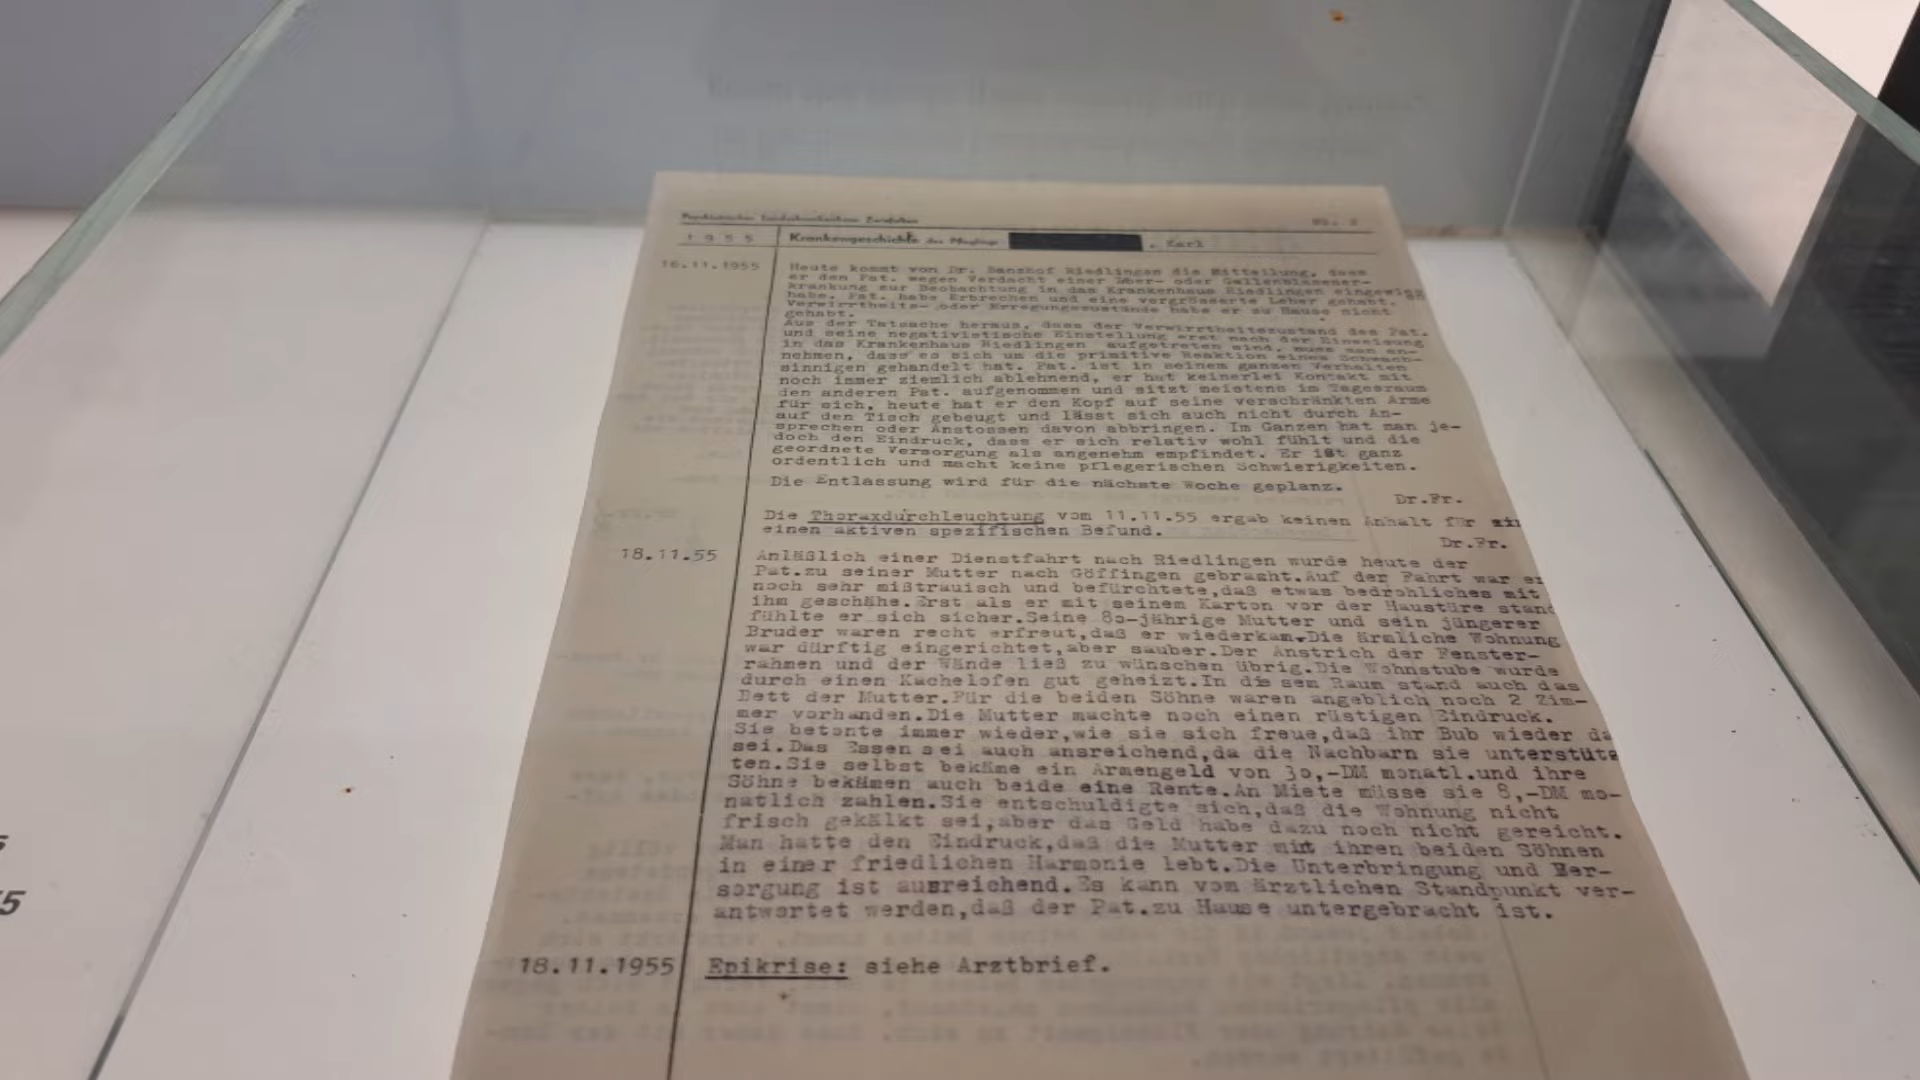 Psychiatrisches Landeskrankenhaus Zwiefalten
1955 Krankengeschichte des Pfleglings , Karl
16.11.1955 Heute kommt von Dr. Banzhof Riedlingen die Mitteilung, dass
er den Pat. wegen Verdacht einer Leber- oder Gallenblasener-
krankung zur Beobachtung in das Krankenhaus Riedlingen eingewies
habe. Pat. habe Erbrechen und eine vergrösserte Leber gehabt.
Verwirrtheits- oder Erregungszustände habe er zu Hause nicht
gehabt.
Aus der Tatsache heraus, dass der Verwirrtheitszustand des Pat.
und seine negativistische Einstellung erst nach der Einweisung
in das Krankenhaus Riedlingen aufgetreten sind, muss man an-
nehmen, dass es sich um die primitive Reaktion eines Schwach-
sinnigen gehandelt hat. Pat. ist in seinem ganzen Verhalten
noch immer ziemlich ablehnend, er hat keinerlei Kontakt mit
den anderen Pat. aufgenommen und sitzt meistens im Tagesraum
für sich, heute hat er den Kopf auf seine verschränkten Arme
auf den Tisch gebeugt und lässt sich auch nicht durch An-
sprechen oder Anstossen davon abbringen. Im Ganzen hat man je-
doch den Eindruck, dass er sich relativ wohl fühlt und die
geordnete Versorgung als angenehm empfindet. Er ist ganz
ordentlich und macht keine pflegerischen Schwierigkeiten.
Die Entlassung wird für die nächste Woche geplanz.
Dr.Fr.
Die Thoraxdurchleuchtung vom 11.11.55 ergab keinen Anhalt für
einen aktiven spezifischen Befund.
Dr.Fr.
18.11.55 Anläßlich einer Dienstfahrt nach Riedlingen wurde heute der
Pat.zu seiner Mutter nach Göffingen gebracht.Auf der Fahrt war er
noch sehr mißtrauisch und befürchtete,daß etwas bedrohliches mit
ihm geschähe.Erst als er mit seinem Karton vor der Haustüre stand
fühlte er sich sicher.Seine 80-jährige Mutter und sein jüngerer
Bruder waren recht erfreut,daß er wiederkam.Die ärmliche Wohnung
war dürftig eingerichtet,aber sauber.Der Anstrich der Fenster-
rahmen und der Wände ließ zu wünschen übrig.Die Wohnstube wurde
durch einen Kachelofen gut geheizt.In die sem Raum stand auch das
Bett der Mutter.Für die beiden Söhne waren angeblich noch 2 Zim-
mer vorhanden.Die Mutter machte noch einen rüstigen Eindruck.
Sie betonte immer wieder,wie sie sich freue,daß ihr Bub wieder da
sei.Das Essen sei auch ausreichend,da die Nachbarn sie unterstütz
ten.Sie selbst bekäme ein Armengeld von 30,-DM monatl.und ihre
Söhne bekämen auch beide eine Rente.An Miete müsse sie 8,-DM mo-
natlich zahlen.Sie entschuldigte sich,daß die Wohnung nicht
frisch gekälkt sei,aber das Geld habe dazu noch nicht gereicht.
Man hatte den Eindruck,daß die Mutter mit ihren beiden Söhnen
in einer friedlichen Harmonie lebt.Die Unterbringung und Ver-
sorgung ist ausreichend.Es kann vom ärztlichen Standpunkt ver-
antwortet werden,daß der Pat.zu Hause untergebracht ist.
18.11.1955 Epikrise: siehe Arztbrief.